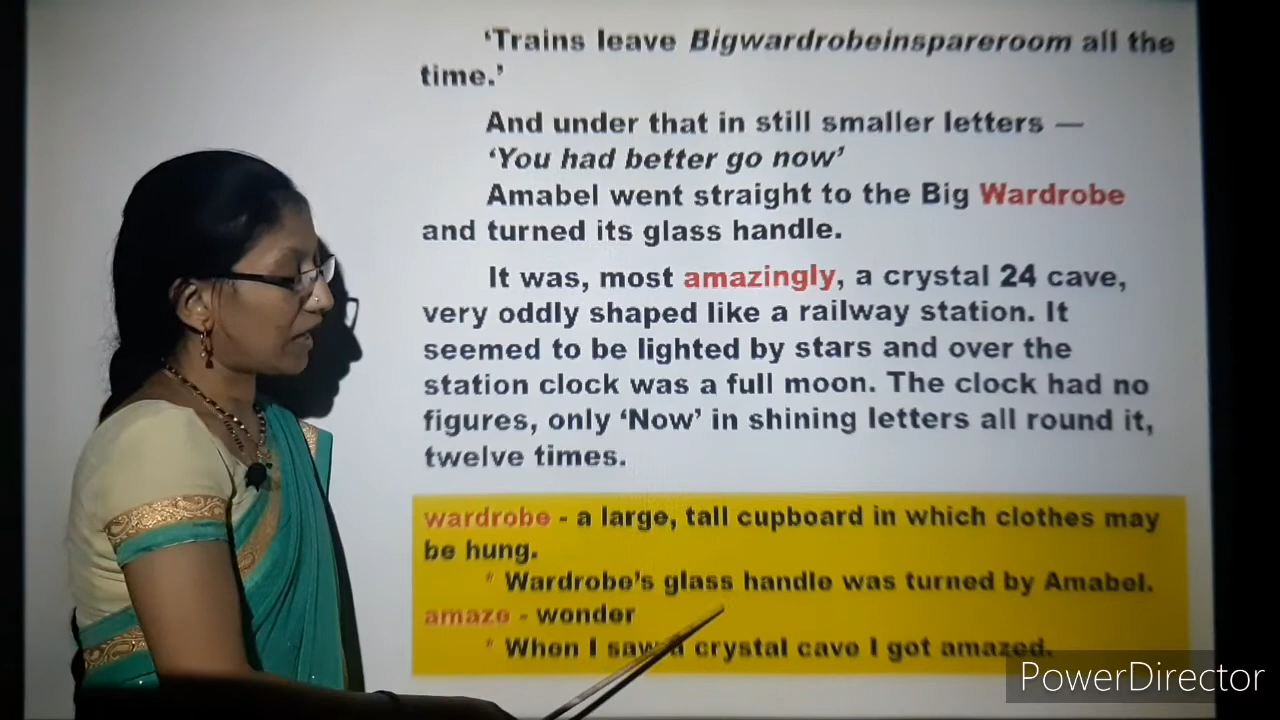 ‘Trains leave Bigwardrobeinspareroom all the
time.’
And under that in still smaller letters —
‘You had better go now’
Amabel went straight to the Big Wardrobe
and turned its glass handle.
It was, most amazingly, a crystal 24 cave,
very oddly shaped like a railway station. It
seemed to be lighted by stars and over the
station clock was a full moon. The clock had no
figures, only ‘Now’ in shining letters all round it,
twelve times.
wardrobe - a large, tall cupboard in which clothes may
be hung.
* Wardrobe’s glass handle was turned by Amabel.
amaze - wonder
* When I saw a crystal cave I got amazed.
PowerDirector